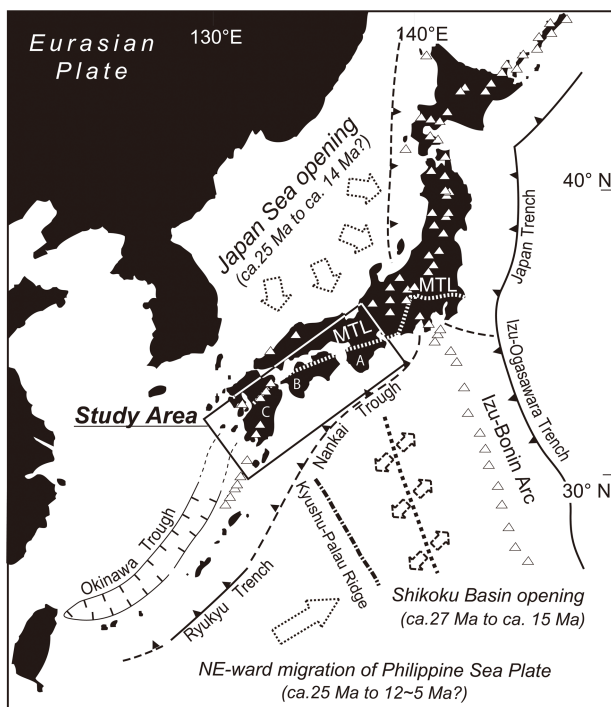 Eurasian
Plate
130°E
140°E
40° N
Japan Sea opening
(ca.25 Ma to ca. 14 Ma?)
Japan Trench
MTL
MTL
A
B
C
Study Area
Nankai Trough
Izu-Ogasawara Trench
Izu-Bonin Arc
30° N
Okinawa Trough
Ryukyu Trench
Kyushu-Palau Ridge
Shikoku Basin opening
(ca.27 Ma to ca. 15 Ma)
NE-ward migration of Philippine Sea Plate
(ca.25 Ma to 12~5 Ma?)